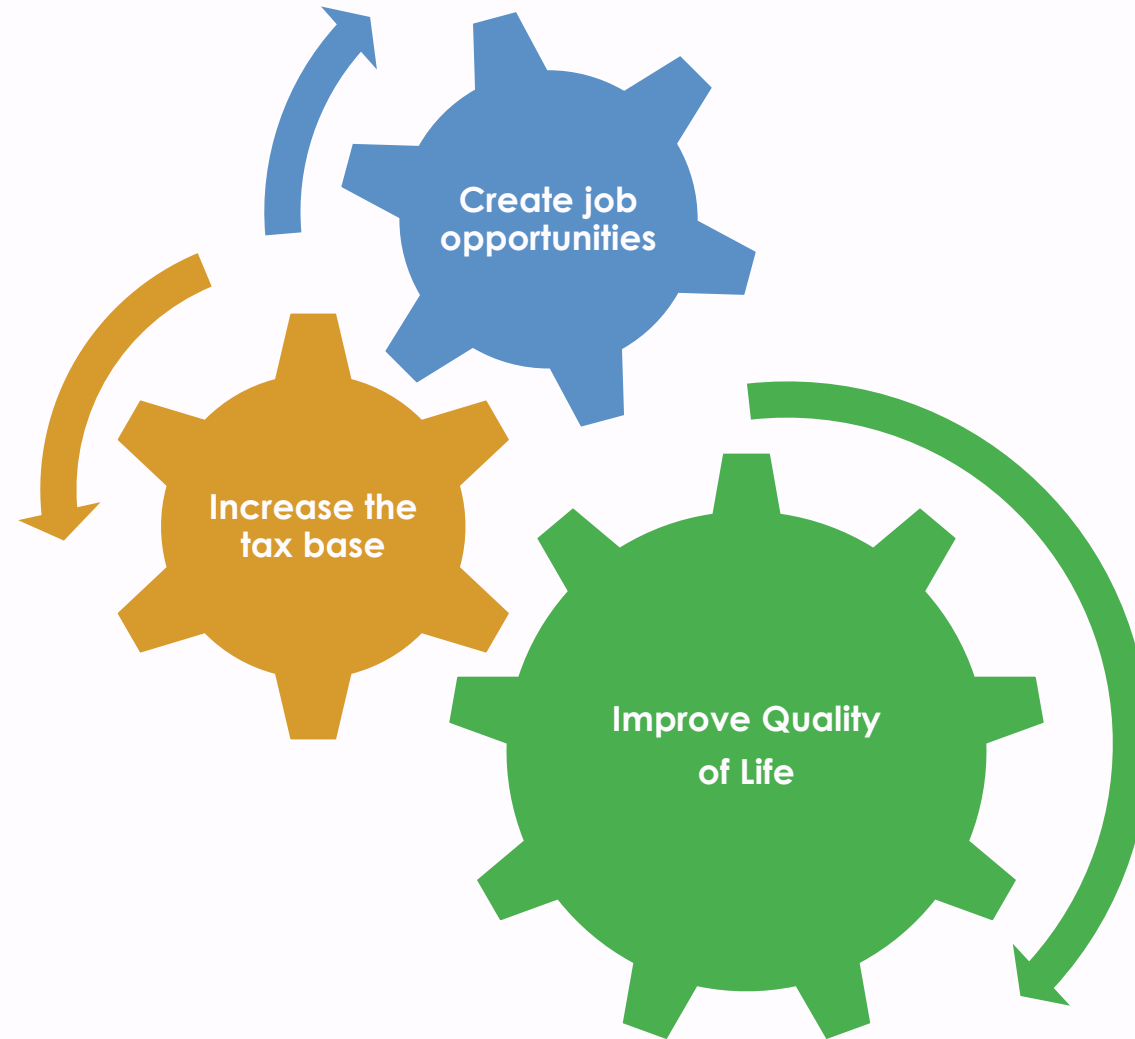 Create job
opportunities
Increase the
tax base
Improve Quality
of Life